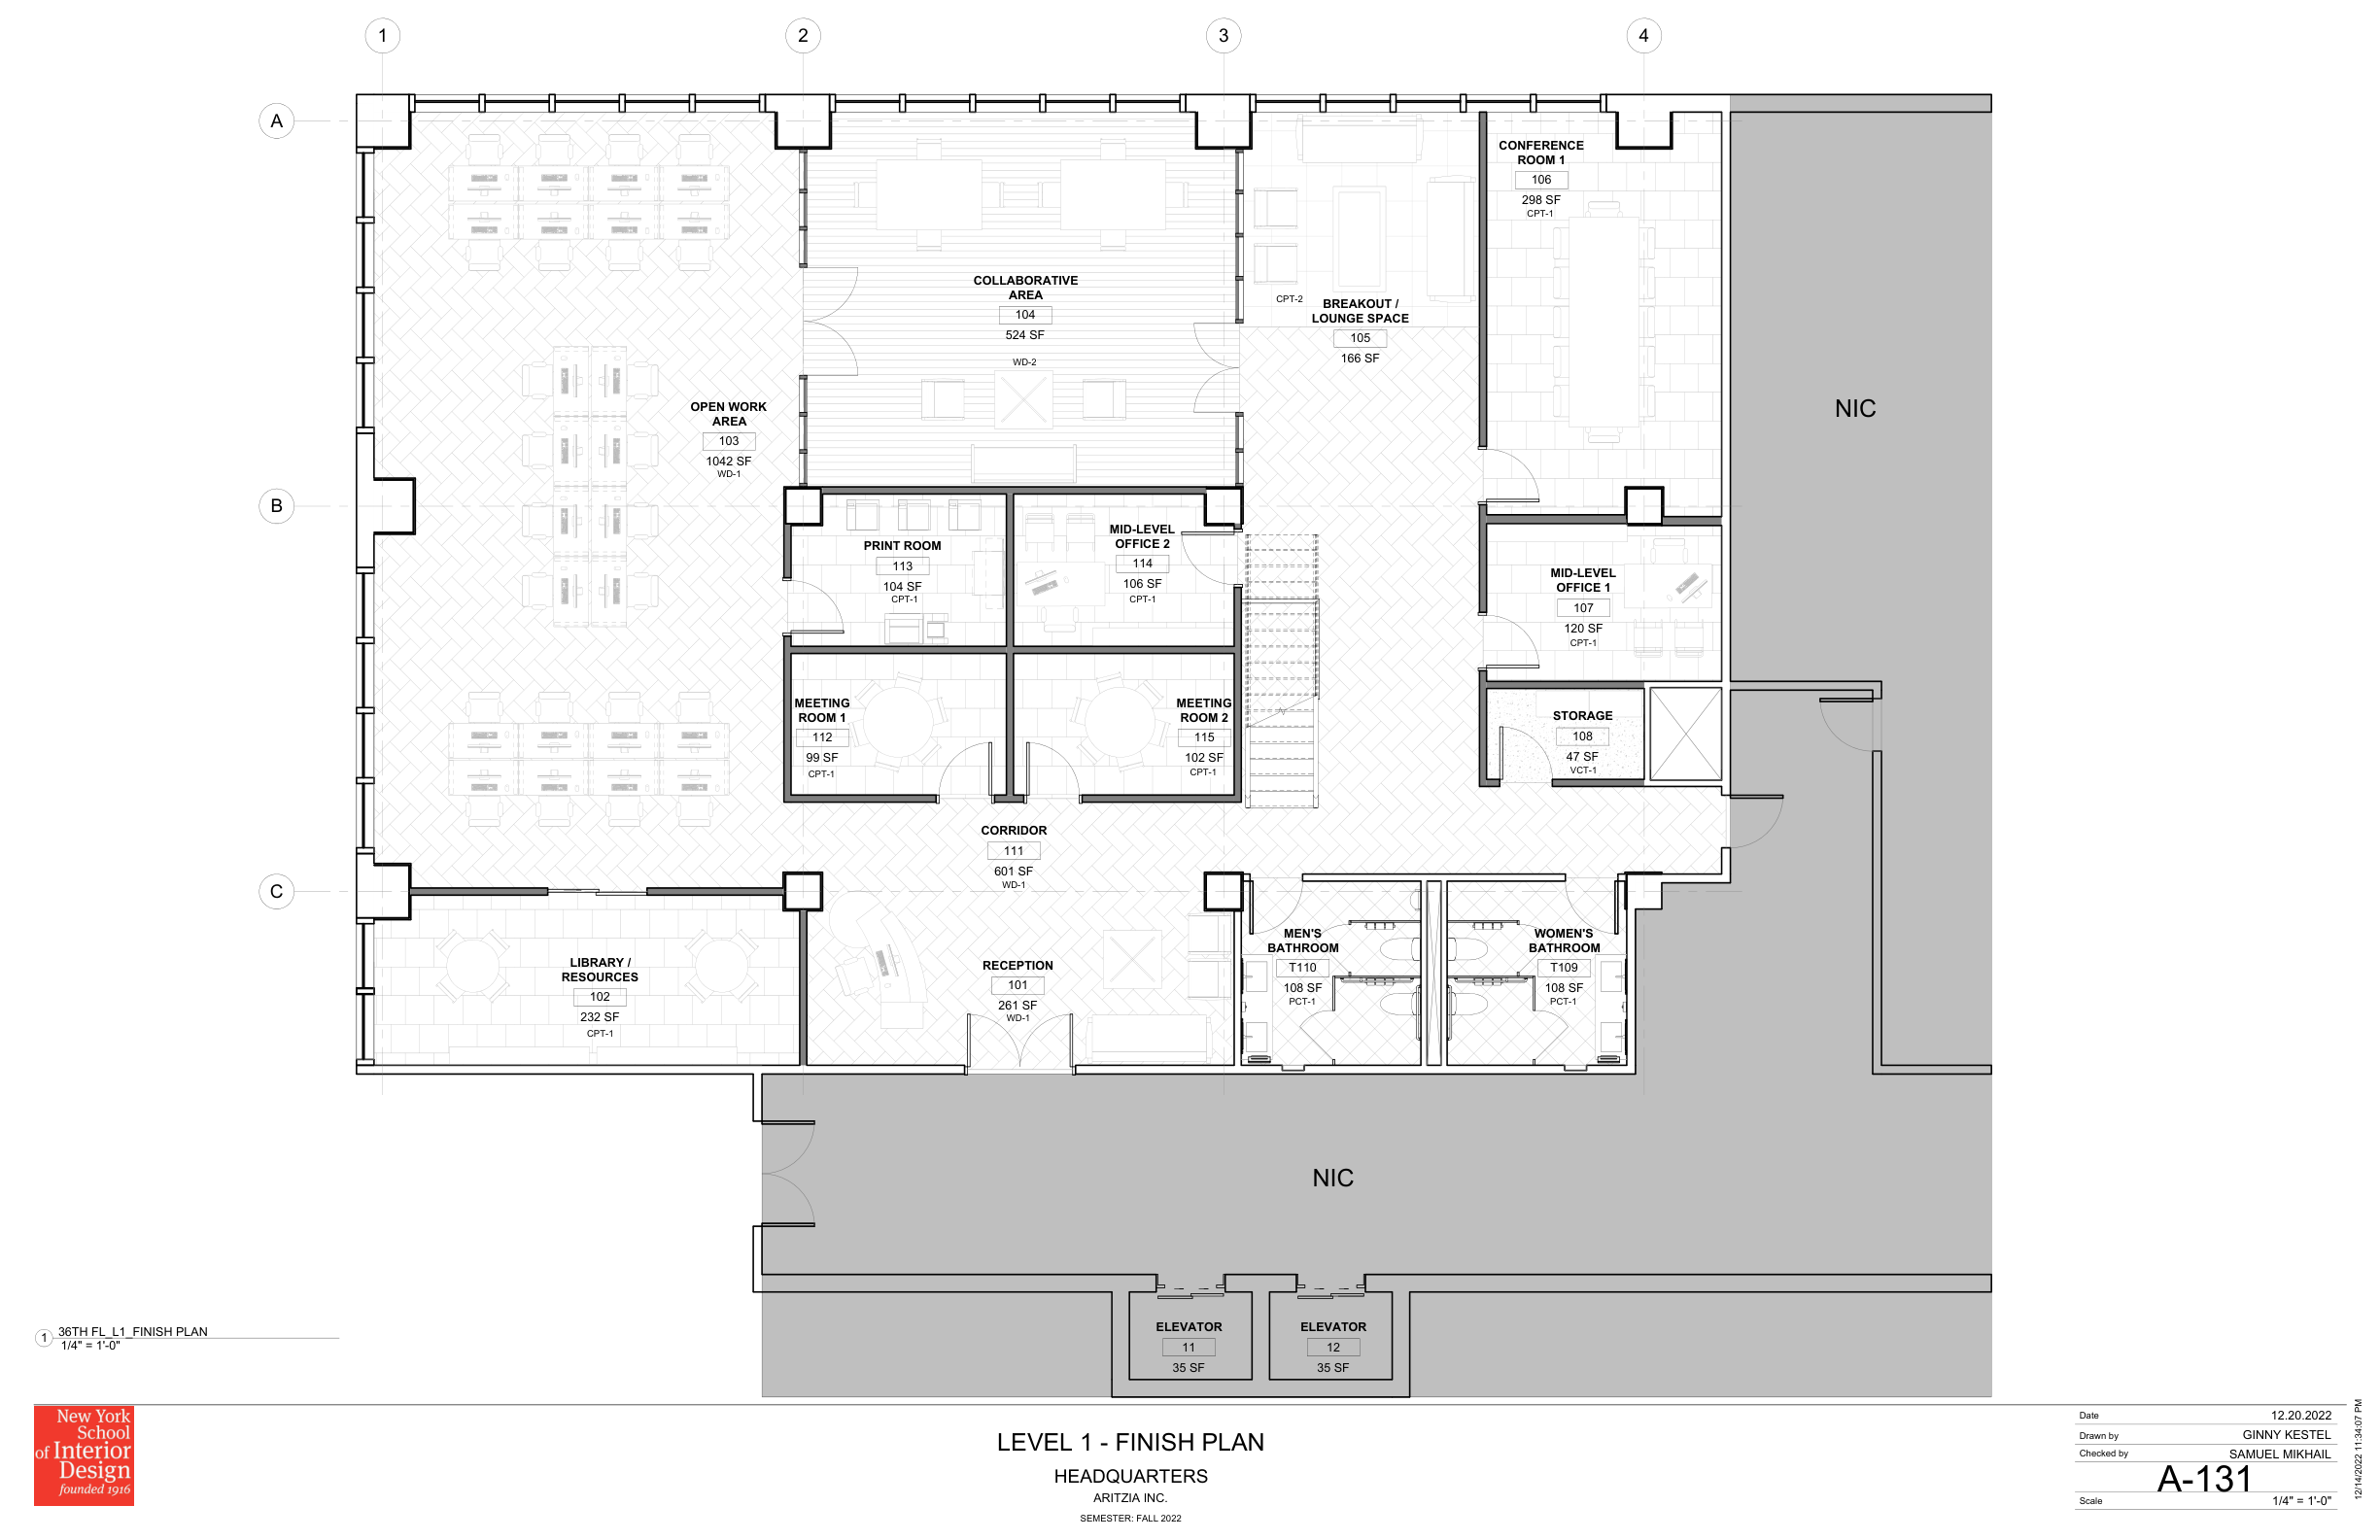 1
2
3
4
A
B
C
CONFERENCE
ROOM 1
106
298 SF
CPT-1
COLLABORATIVE
AREA
104
524 SF
WD-2
CPT-2
BREAKOUT /
LOUNGE SPACE
105
166 SF
NIC
OPEN WORK
AREA
103
1042 SF
WD-1
PRINT ROOM
113
104 SF
CPT-1
MID-LEVEL
OFFICE 2
114
106 SF
CPT-1
MID-LEVEL
OFFICE 1
107
120 SF
CPT-1
MEETING
ROOM 1
112
99 SF
CPT-1
MEETING
ROOM 2
115
102 SF
CPT-1
STORAGE
108
47 SF
VCT-1
CORRIDOR
111
601 SF
WD-1
LIBRARY /
RESOURCES
102
232 SF
CPT-1
RECEPTION
101
261 SF
WD-1
MEN'S
BATHROOM
T110
108 SF
PCT-1
WOMEN'S
BATHROOM
T109
108 SF
PCT-1
NIC
ELEVATOR
11
35 SF
ELEVATOR
12
35 SF
1
36TH FL_L1_FINISH PLAN
1/4" = 1'-0"
New York
School
of Interior
Design
founded 1916
LEVEL 1 - FINISH PLAN
HEADQUARTERS
ARITZIA INC.
SEMESTER: FALL 2022
Date 12.20.2022
Drawn by GINNY KESTEL
Checked by SAMUEL MIKHAIL
A-131
Scale 1/4" = 1'-0"
12/14/2022 11:34:07 PM